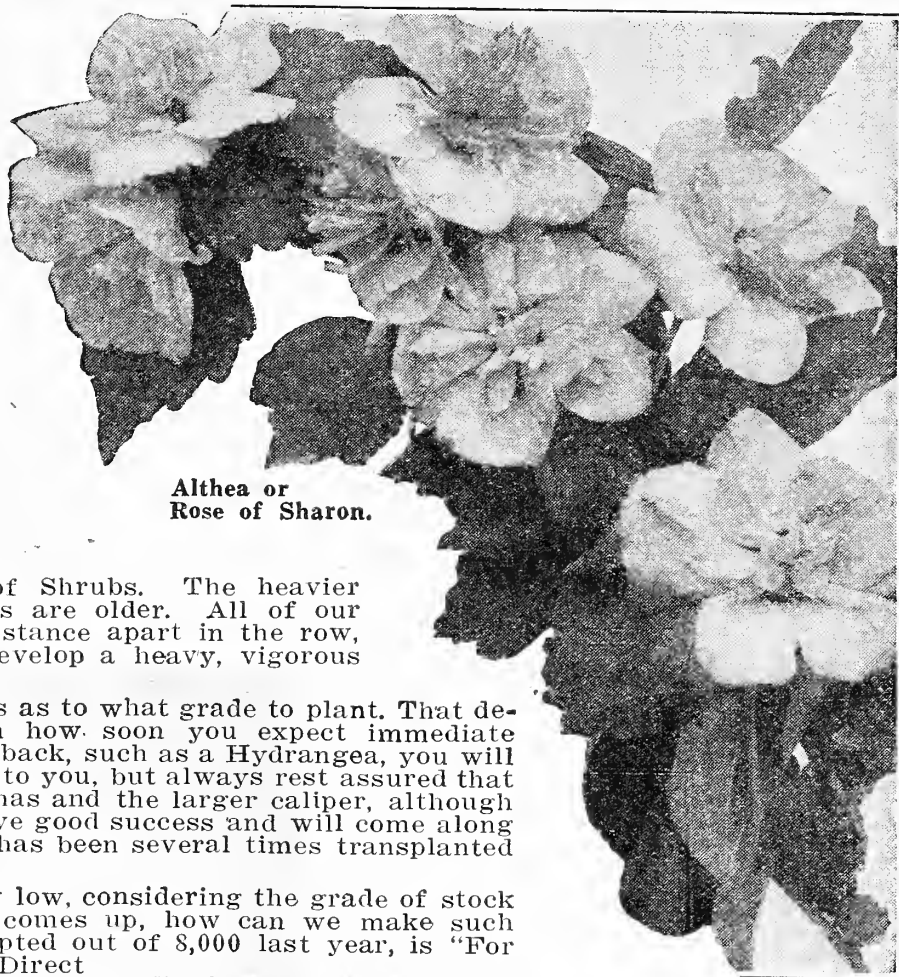 Althea or
Rose of Sharon.
of Shrubs. The heavier
s are older. All of our
stance apart in the row,
evelop a heavy, vigorous
s as to what grade to plant. That de-
how soon you expect immediate
back, such as a Hydrangea, you will
to you, but always rest assured that
has and the larger caliper, although
ve good success and will come along
has been several times transplanted
low, considering the grade of stock
comes up, how can we make such
pted out of 8,000 last year, is "For
Direct